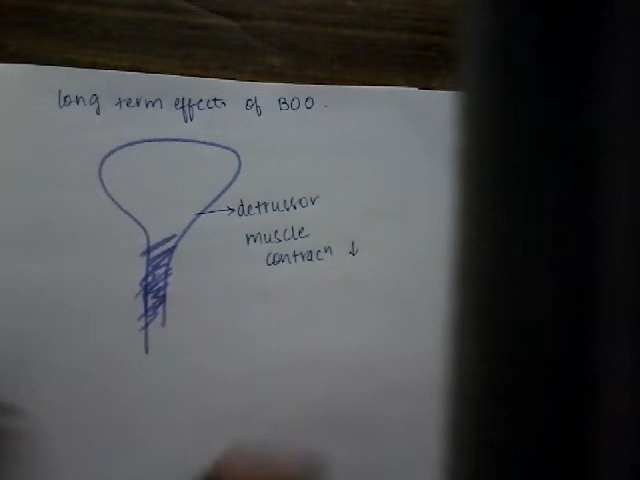 long term effects of BOO.
detrussor
muscle
contracn ↓